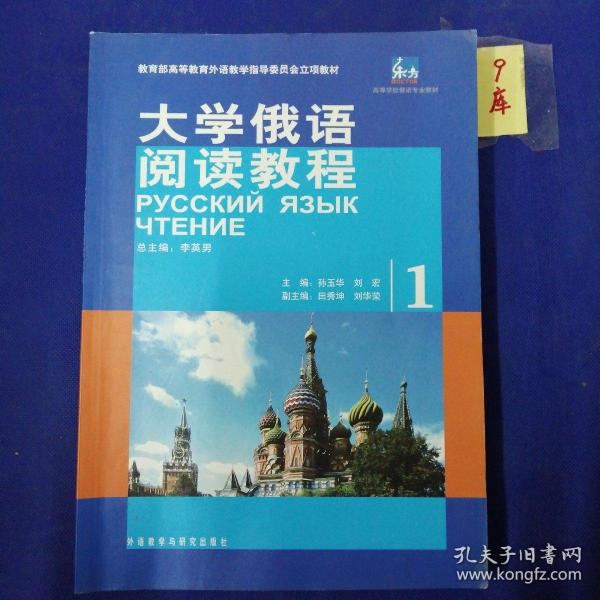 教育部高等教育外语教学指导委员会立项教材
东方
DOCTOR
高等学校俄语专业教材
9
库
大学俄语
阅读教程
РУССКИЙ ЯЗЫК
ЧТЕНИЕ
总主编：李英男
主 编：孙玉华 刘 宏
副主编：田秀坤 刘华荣
1
外语教学与研究出版社
孔夫子旧书网
www.kongfz.com